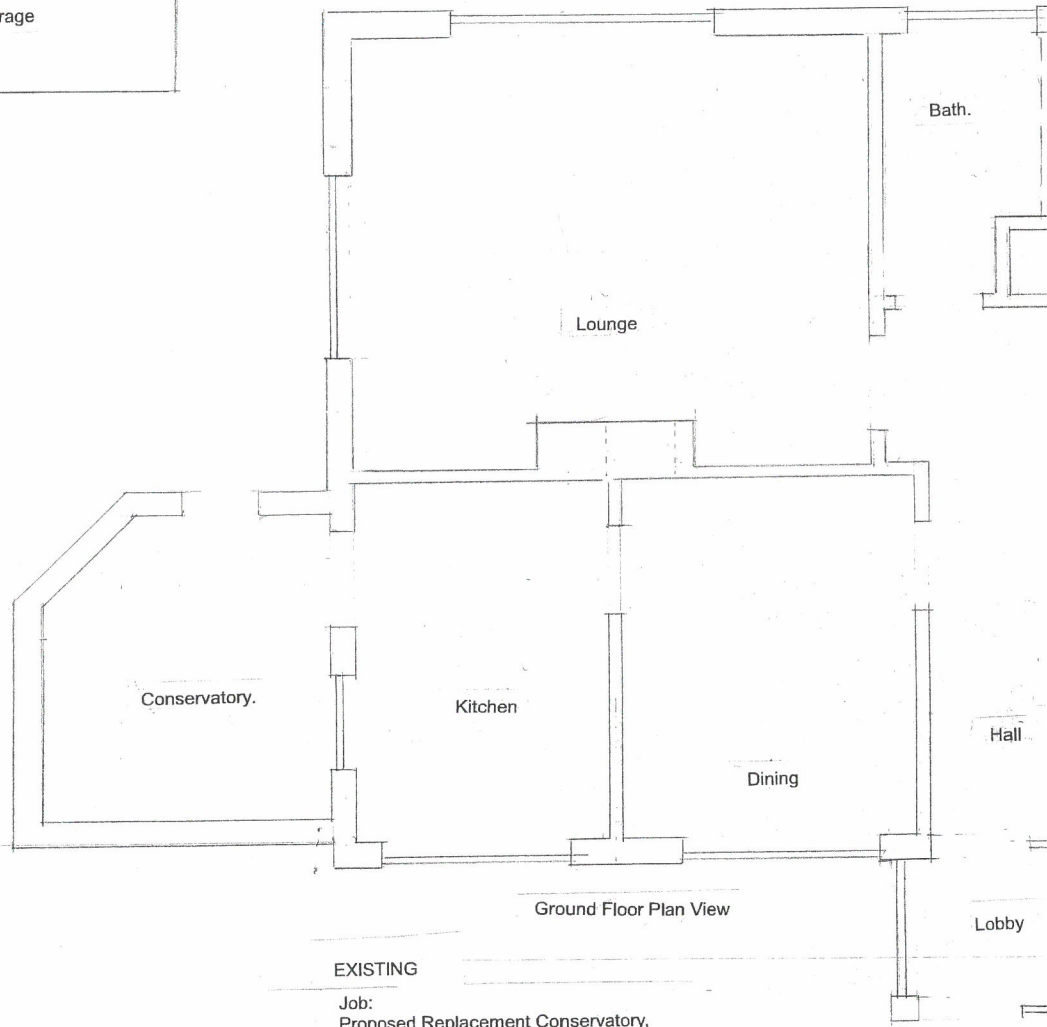 rage
Bath.
Lounge
Conservatory.
Kitchen
Hall
Dining
Ground Floor Plan View
Lobby
EXISTING
Job:
Proposed Replacement Conservatory,